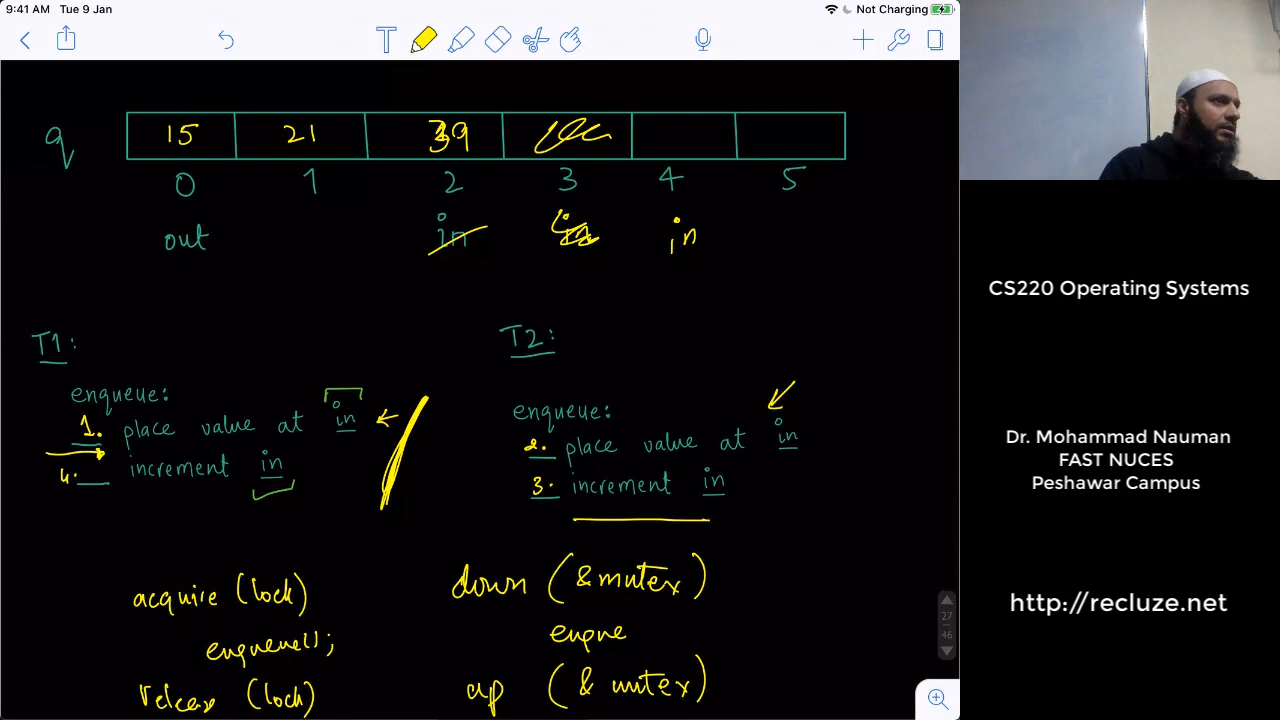 9:41 AM Tue 9 Jan Not Charging
T
q 15 21 39
0 1 2 3 4 5
out in in in
T1: T2:
enqueue: enqueue:
1. place value at in 2. place value at in
4. increment in 3. increment in
acquire (lock) down (&mutex)
enqueue();
release (lock) up (& mutex)
27
46
CS220 Operating Systems
Dr. Mohammad Nauman
FAST NUCES
Peshawar Campus
http://recluze.net